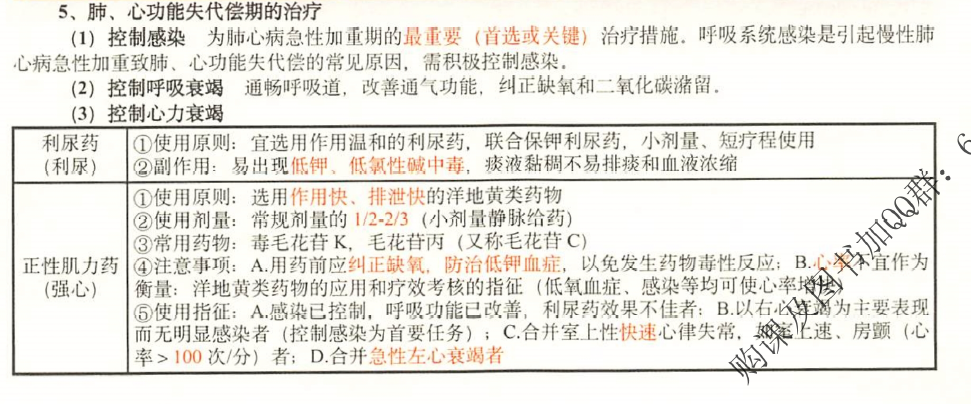 5、肺、心功能失代偿期的治疗
(1) 控制感染 为肺心病急性加重期的最重要(首选或关键)治疗措施。呼吸系统感染是引起慢性肺
心病急性加重致肺、心功能失代偿的常见原因，需积极控制感染。
(2) 控制呼吸衰竭 通畅呼吸道，改善通气功能，纠正缺氧和二氧化碳潴留。
(3) 控制心力衰竭
利尿药
(利尿)
①使用原则：宜选用作用温和的利尿药，联合保钾利尿药，小剂量、短疗程使用
②副作用：易出现低钾、低氯性碱中毒，痰液黏稠不易排痰和血液浓缩
正性肌力药
(强心)
①使用原则：选用作用快、排泄快的洋地黄类药物
②使用剂量：常规剂量的 1/2-2/3（小剂量静脉给药）
③常用药物：毒毛花苷 K，毛花苷丙（又称毛花苷 C）
④注意事项：A.用药前应纠正缺氧，防治低钾血症，以免发生药物毒性反应；B.心率 宜作为
衡量：洋地黄类药物的应用和疗效考核的指征（低氧血症、感染等均可使心率增快
⑤使用指征：A.感染已控制，呼吸功能已改善，利尿药效果不佳者；B.以右心衰竭为主要表现
而无明显感染者（控制感染为首要任务）；C.合并室上性快速心律失常，室上速、房颤（心
率＞100 次/分）者；D.合并急性左心衰竭者
购课及图书加QQ群：6